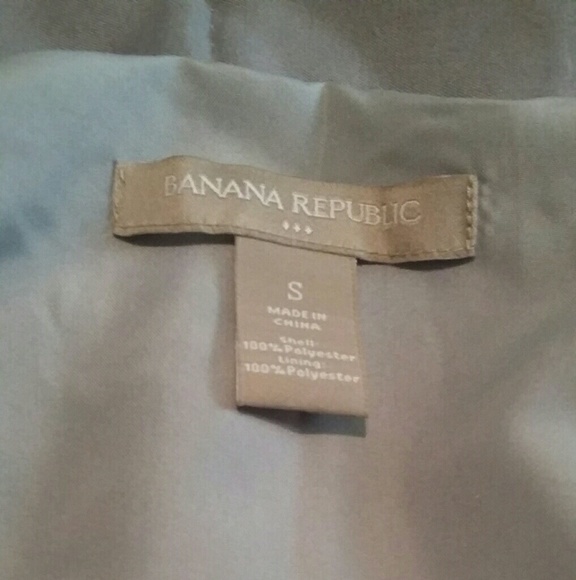 BANANA REPUBLIC
S
MADE IN
CHINA
Shell:
100% Polyester
Lining:
100% Polyester